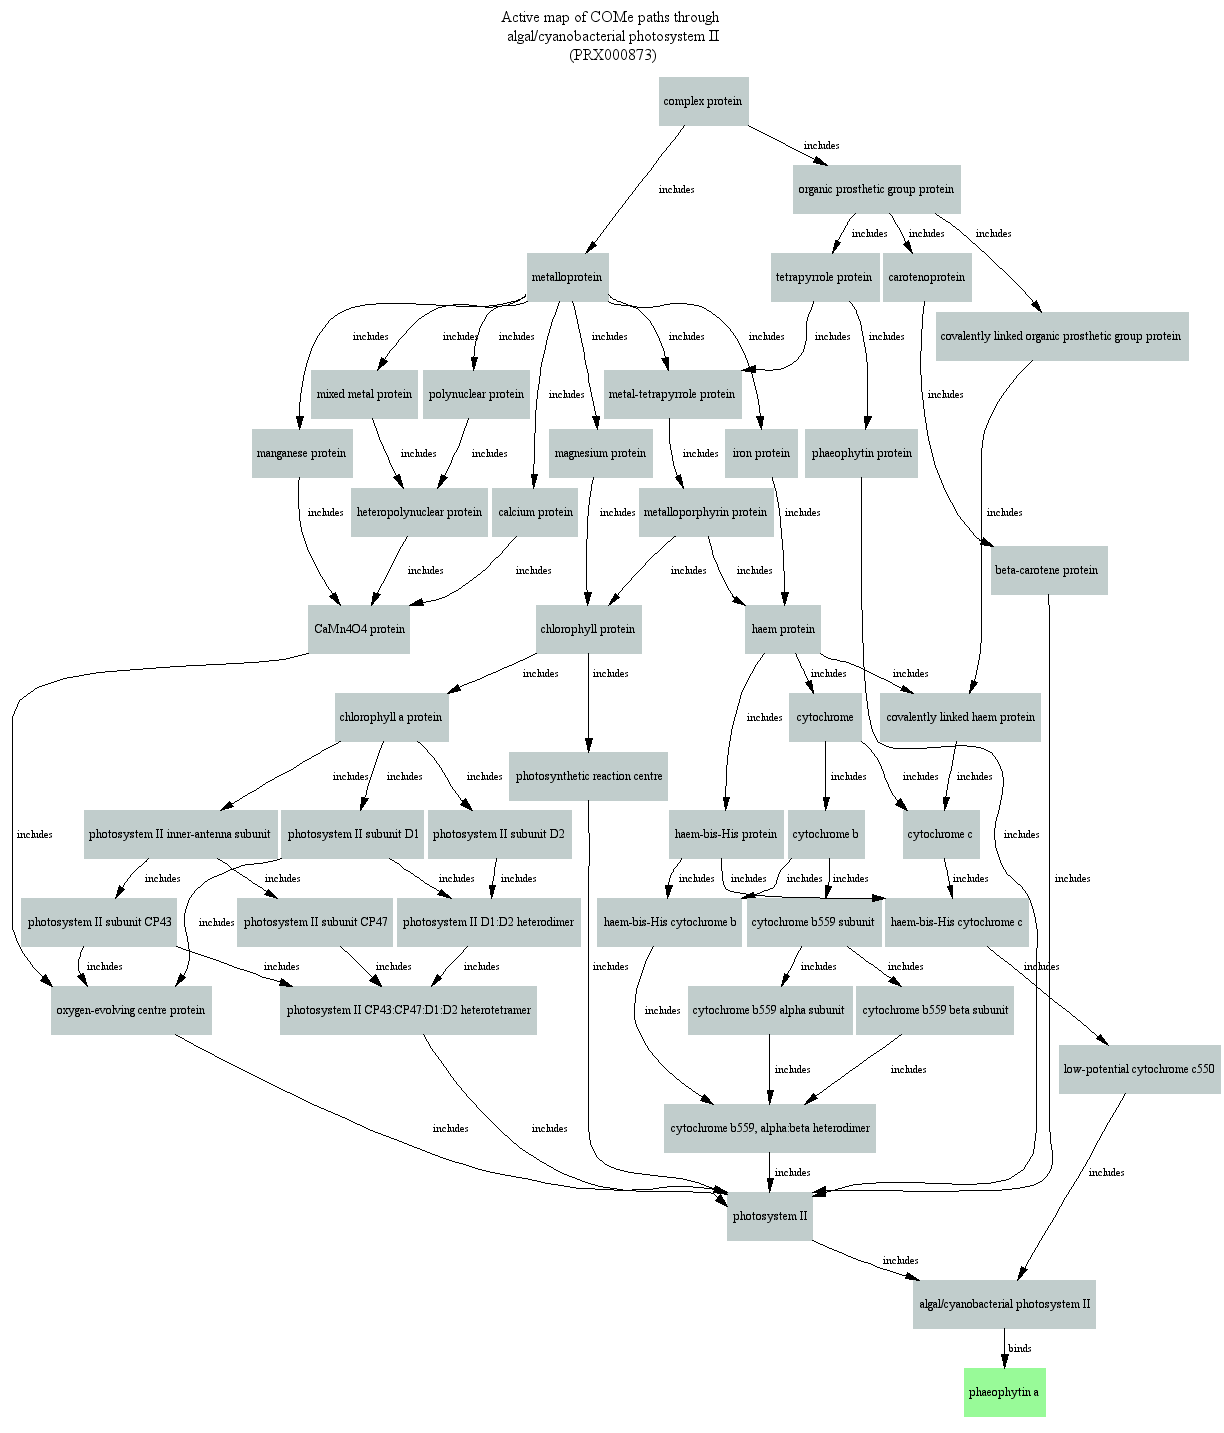 Active map of COMe paths through
algal/cyanobacterial photosystem II
(PRX000873)
complex protein
includes
includes
organic prosthetic group protein
includes
includes
includes
metalloprotein
tetrapyrrole protein
carotenoprotein
covalently linked organic prosthetic group protein
includes
includes
includes
includes
includes
includes
includes
includes
mixed metal protein
polynuclear protein
metal-tetrapyrrole protein
includes
includes
manganese protein
magnesium protein
iron protein
phaeophytin protein
includes
includes
includes
heteropolynuclear protein
calcium protein
metalloporphyrin protein
includes
includes
includes
includes
includes
includes
includes
includes
beta-carotene protein
CaMn4O4 protein
chlorophyll protein
haem protein
includes
includes
includes
includes
chlorophyll a protein
cytochrome
covalently linked haem protein
includes
photosynthetic reaction centre
includes
includes
includes
includes
includes
includes
photosystem II inner-antenna subunit
photosystem II subunit D1
photosystem II subunit D2
haem-bis-His protein
cytochrome b
cytochrome c
includes
includes
includes
includes
includes
includes
includes
includes
includes
includes
includes
photosystem II subunit CP43
photosystem II subunit CP47
photosystem II D1:D2 heterodimer
haem-bis-His cytochrome b
cytochrome b559 subunit
haem-bis-His cytochrome c
includes
includes
includes
includes
includes
includes
includes
includes
includes
oxygen-evolving centre protein
photosystem II CP43:CP47:D1:D2 heterotetramer
cytochrome b559 alpha subunit
cytochrome b559 beta subunit
includes
low-potential cytochrome c550
includes
includes
includes
includes
cytochrome b559, alpha:beta heterodimer
includes
includes
photosystem II
includes
algal/cyanobacterial photosystem II
binds
phaeophytin a